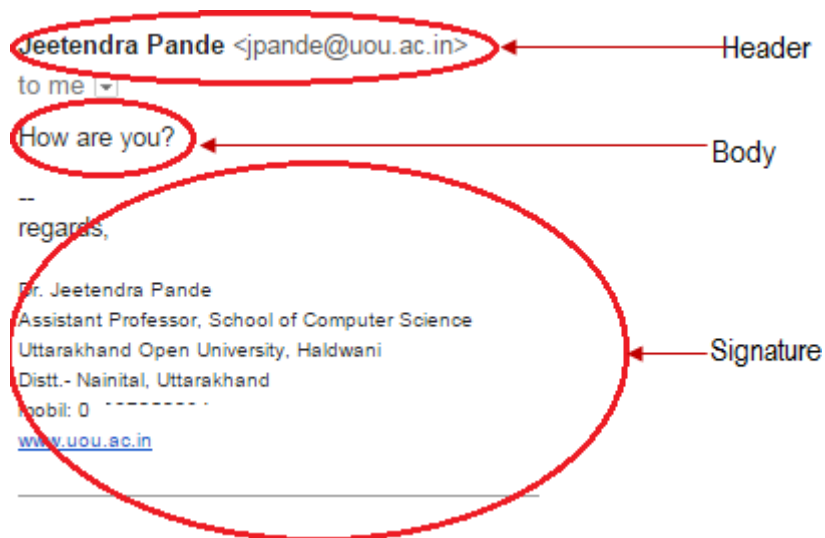 Jeetendra Pande <jpande@uou.ac.in>
Header
to me
How are you?
Body
--
regards,
Dr. Jeetendra Pande
Assistant Professor, School of Computer Science
Uttarakhand Open University, Haldwani
Distt.- Nainital, Uttarakhand
Signature
mobil: 0
www.uou.ac.in